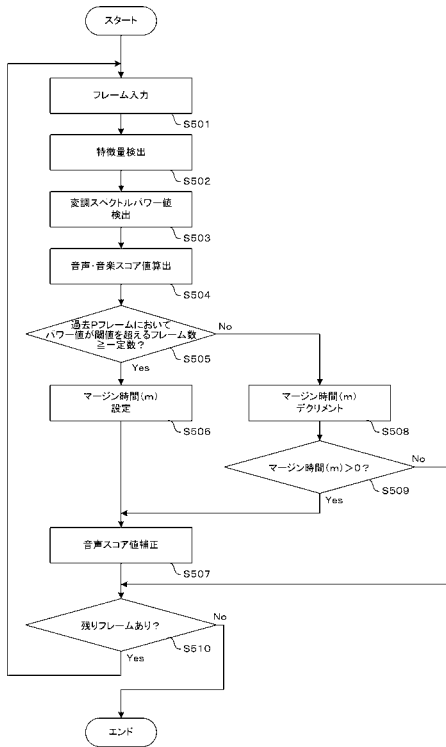 スタート
フレーム入力
S501
特徴量検出
S502
変調スペクトルパワー値
検出
S503
音声・音楽スコア値算出
S504
過去Pフレームにおいて
パワー値が閾値を超えるフレーム数
≧一定数？
S505
No
Yes
マージン時間(m)
設定
S506
マージン時間(m)
デクリメント
S508
マージン時間(m)＞0？
No
S509
Yes
音声スコア値補正
S507
残りフレームあり？
No
S510
Yes
エンド